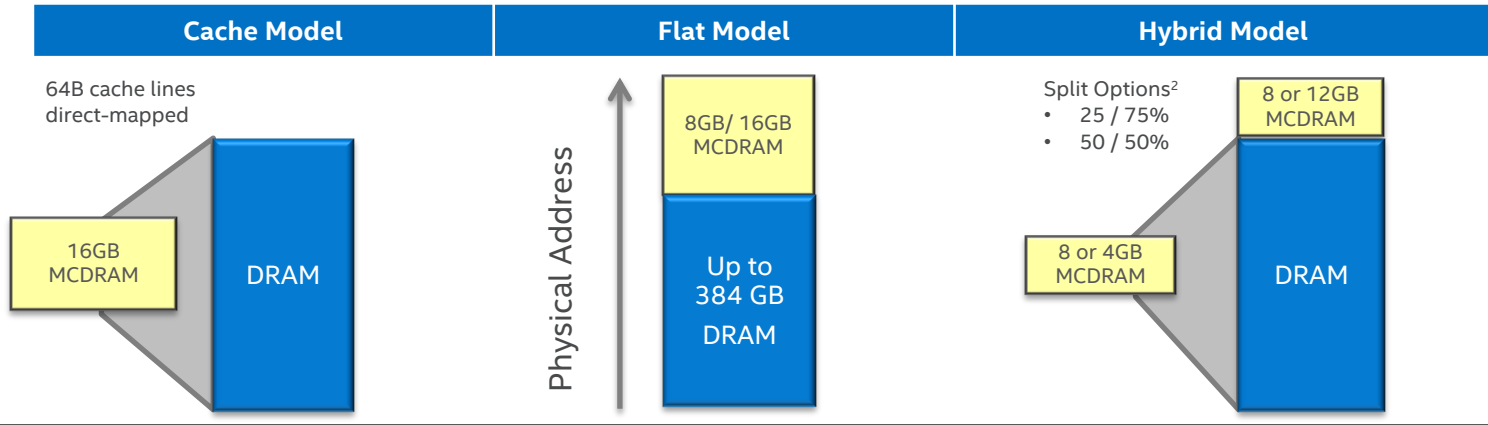 Cache Model
Flat Model
Hybrid Model
64B cache lines
direct-mapped
16GB
MCDRAM
DRAM
Physical Address
8GB/ 16GB
MCDRAM
Up to
384 GB
DRAM
Split Options²
• 25 / 75%
• 50 / 50%
8 or 12GB
MCDRAM
8 or 4GB
MCDRAM
DRAM